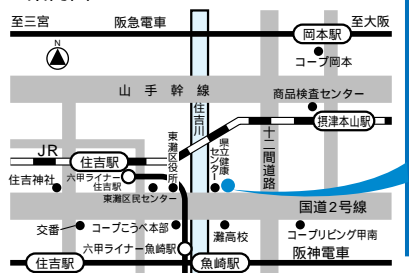 至三宮
阪急電車
至大阪
岡本駅
コープ岡本
N
山手幹線
住吉川
商品検査センター
摂津本山駅
JR
住吉駅
六甲ライナー
住吉駅
住吉神社
東灘区役所
東灘区民センター
県立健康
センター
十二間道路
国道2号線
交番
コープこうべ本部
灘高校
コープリビング甲南
六甲ライナー魚崎駅
阪神電車
住吉駅
魚崎駅